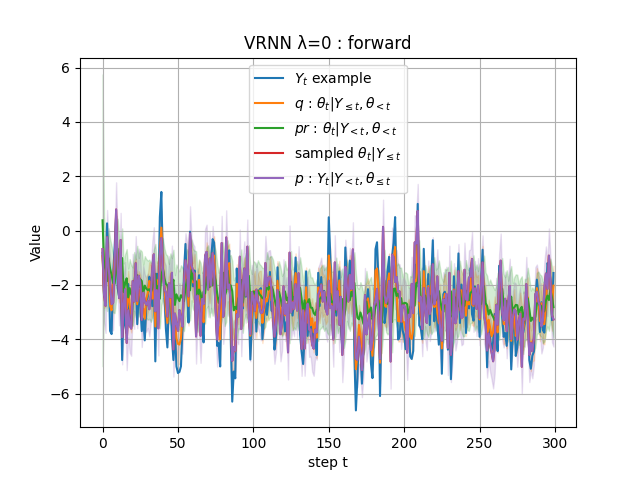 VRNN λ=0 : forward
6
4
2
0
−2
−4
−6
Value
Y_t example
q : θ_t|Y_{≤t}, θ_{<t}
pr : θ_t|Y_{<t}, θ_{<t}
sampled θ_t|Y_{≤t}
p : Y_t|Y_{<t}, θ_{≤t}
0
50
100
150
200
250
300
step t